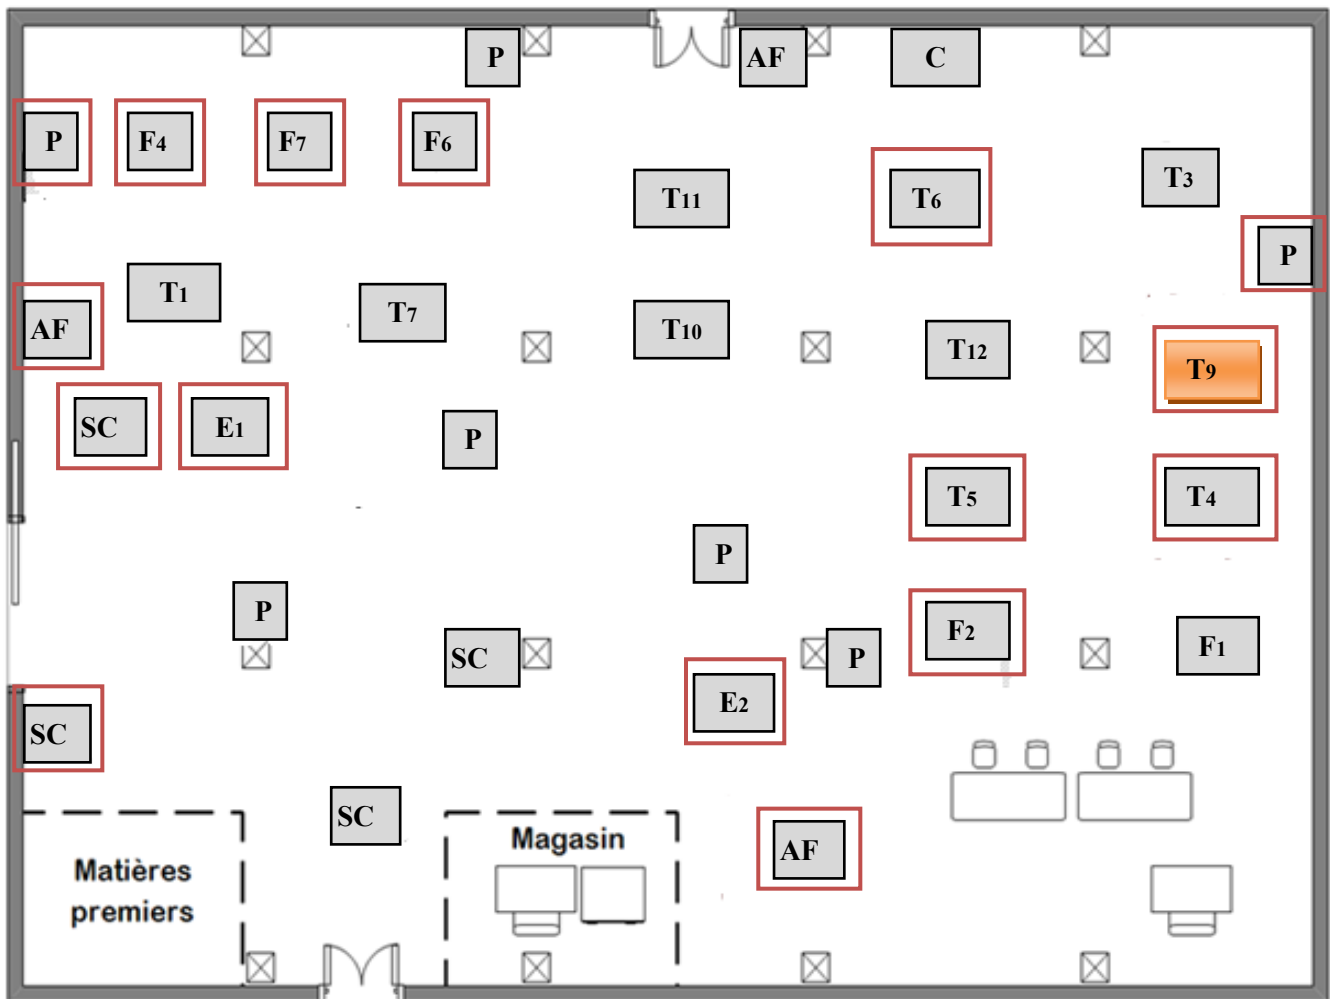 P
AF
C
P
F4
F7
F6
T11
T6
T3
P
T1
T7
AF
T10
T12
T9
SC
E1
P
T5
T4
P
P
F2
F1
SC
P
E2
SC
SC
Magasin
AF
Matières
premiers